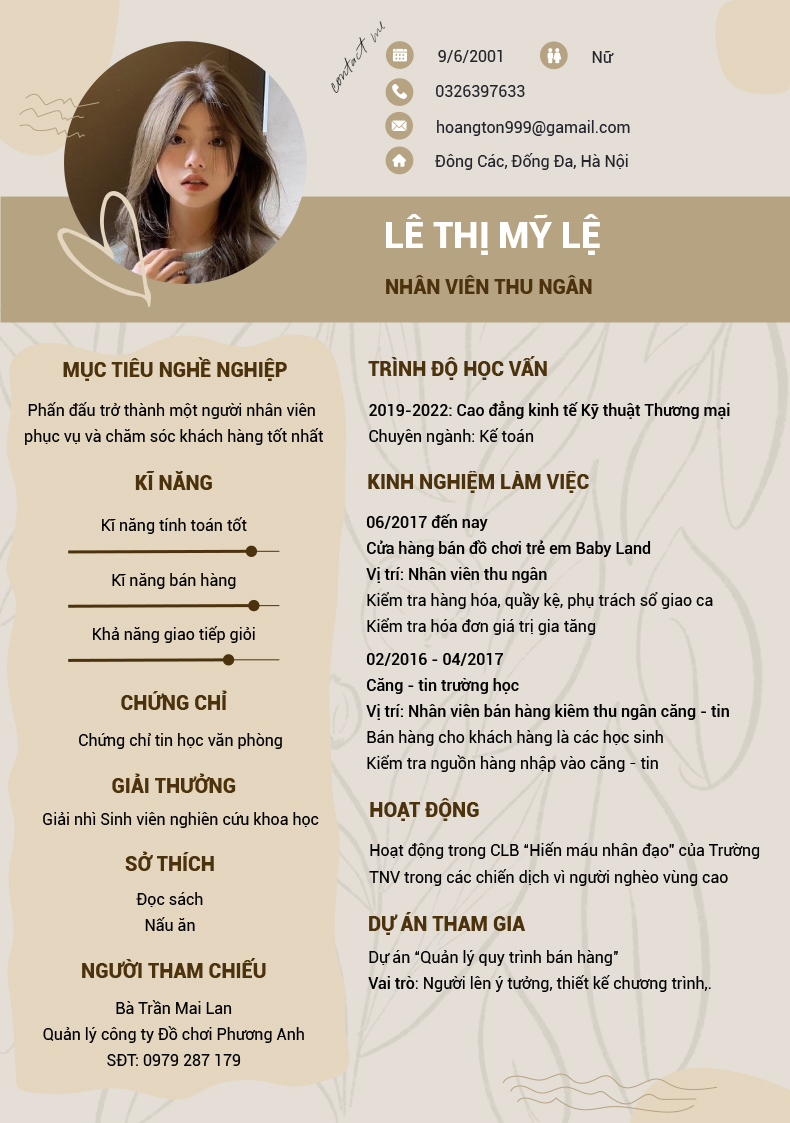 contact me
9/6/2001
Nữ
0326397633
hoangton999@gamail.com
Đông Các, Đống Đa, Hà Nội
LÊ THỊ MỸ LỆ
NHÂN VIÊN THU NGÂN
MỤC TIÊU NGHỀ NGHIỆP
Phấn đấu trở thành một người nhân viên
phục vụ và chăm sóc khách hàng tốt nhất
KĨ NĂNG
Kĩ năng tính toán tốt
Kĩ năng bán hàng
Khả năng giao tiếp giỏi
CHỨNG CHỈ
Chứng chỉ tin học văn phòng
GIẢI THƯỞNG
Giải nhì Sinh viên nghiên cứu khoa học
SỞ THÍCH
Đọc sách
Nấu ăn
NGƯỜI THAM CHIẾU
Bà Trần Mai Lan
Quản lý công ty Đồ chơi Phương Anh
SĐT: 0979 287 179
TRÌNH ĐỘ HỌC VẤN
2019-2022: Cao đẳng kinh tế Kỹ thuật Thương mại
Chuyên ngành: Kế toán
KINH NGHIỆM LÀM VIỆC
06/2017 đến nay
Cửa hàng bán đồ chơi trẻ em Baby Land
Vị trí: Nhân viên thu ngân
Kiểm tra hàng hóa, quầy kệ, phụ trách sổ giao ca
Kiểm tra hóa đơn giá trị gia tăng
02/2016 - 04/2017
Căng - tin trường học
Vị trí: Nhân viên bán hàng kiêm thu ngân căng - tin
Bán hàng cho khách hàng là các học sinh
Kiểm tra nguồn hàng nhập vào căng - tin
HOẠT ĐỘNG
Hoạt động trong CLB “Hiến máu nhân đạo” của Trường
TNV trong các chiến dịch vì người nghèo vùng cao
DỰ ÁN THAM GIA
Dự án “Quản lý quy trình bán hàng”
Vai trò: Người lên ý tưởng, thiết kế chương trình,.